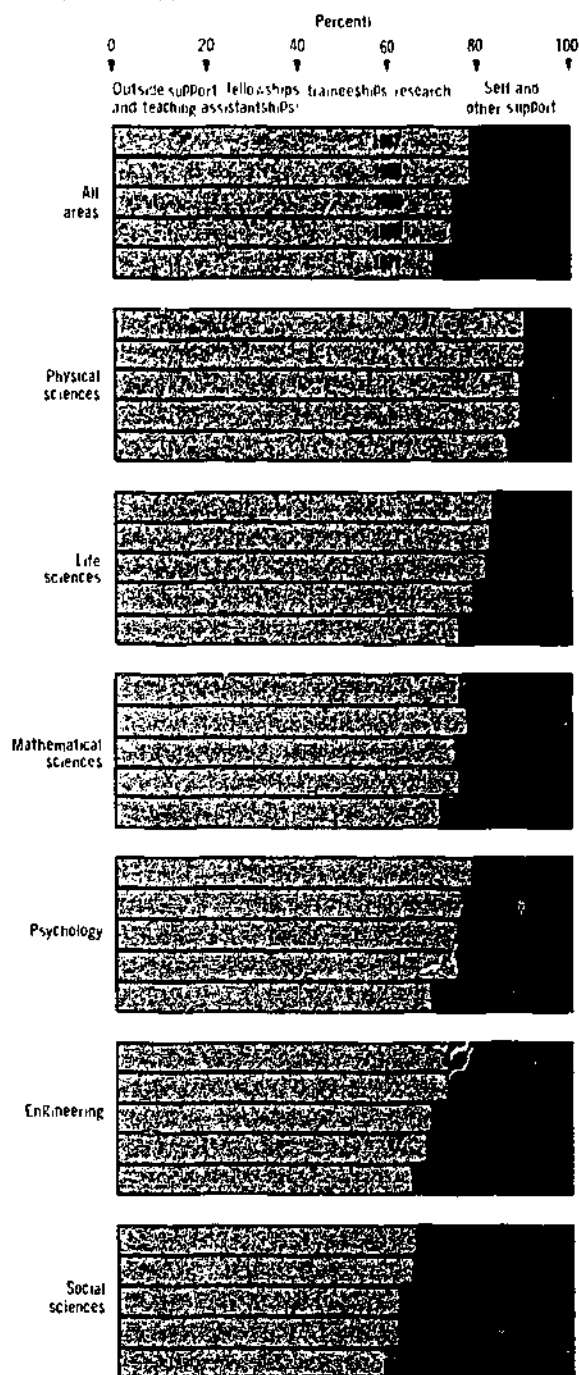 Percent
0 20 40 60 80 100
Outside support fellowships traineeships research
and teaching assistantships
Self and
other support
All
areas
Physical
sciences
Life
sciences
Mathematical
sciences
Psychology
Engineering
Social
sciences